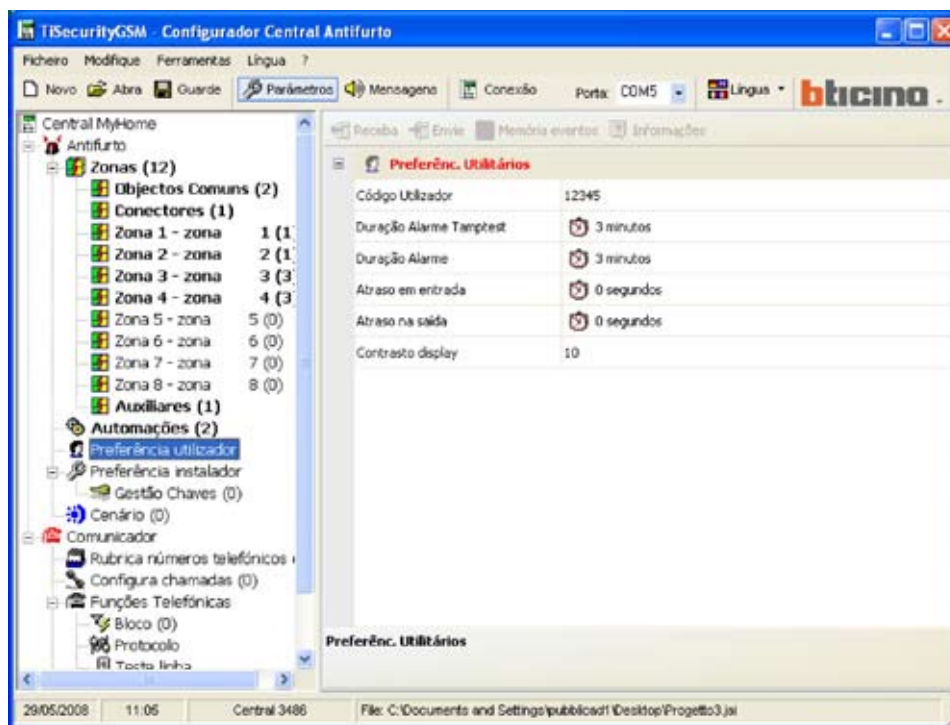 TiSecurityGSM - Configurador Central Antifurto
Ficheiro Modifique Ferramentas Língua ?
Novo Abra Guarde Parâmetros Mensagens Conexão Porta: COM5 Língua bticino
Central MyHome
Receba Envie Memória eventos Informações
Antifurto
Zonas (12)
Objectos Comuns (2)
Conectores (1)
Zona 1 - zona 1 (1
Zona 2 - zona 2 (1
Zona 3 - zona 3 (3
Zona 4 - zona 4 (3
Zona 5 - zona 5 (0)
Zona 6 - zona 6 (0)
Zona 7 - zona 7 (0)
Zona 8 - zona 8 (0)
Auxiliares (1)
Automações (2)
Preferência utilizador
Preferência instalador
Gestão Chaves (0)
Cenário (0)
Comunicador
Rubrica números telefónicos
Configura chamadas (0)
Funções Telefónicas
Bloco (0)
Protocolo
Teste linha
Preferênc. Utilitários
Código Utilizador 12345
Duração Alarme Tamptest 3 minutos
Duração Alarme 3 minutos
Atraso em entrada 0 segundos
Atraso na saída 0 segundos
Contrasto display 10
Preferênc. Utilitários
29/05/2008 11:05 Central 3486 File: C:\Documents and Settings\pubblicad1\Desktop\Progetto3.jai